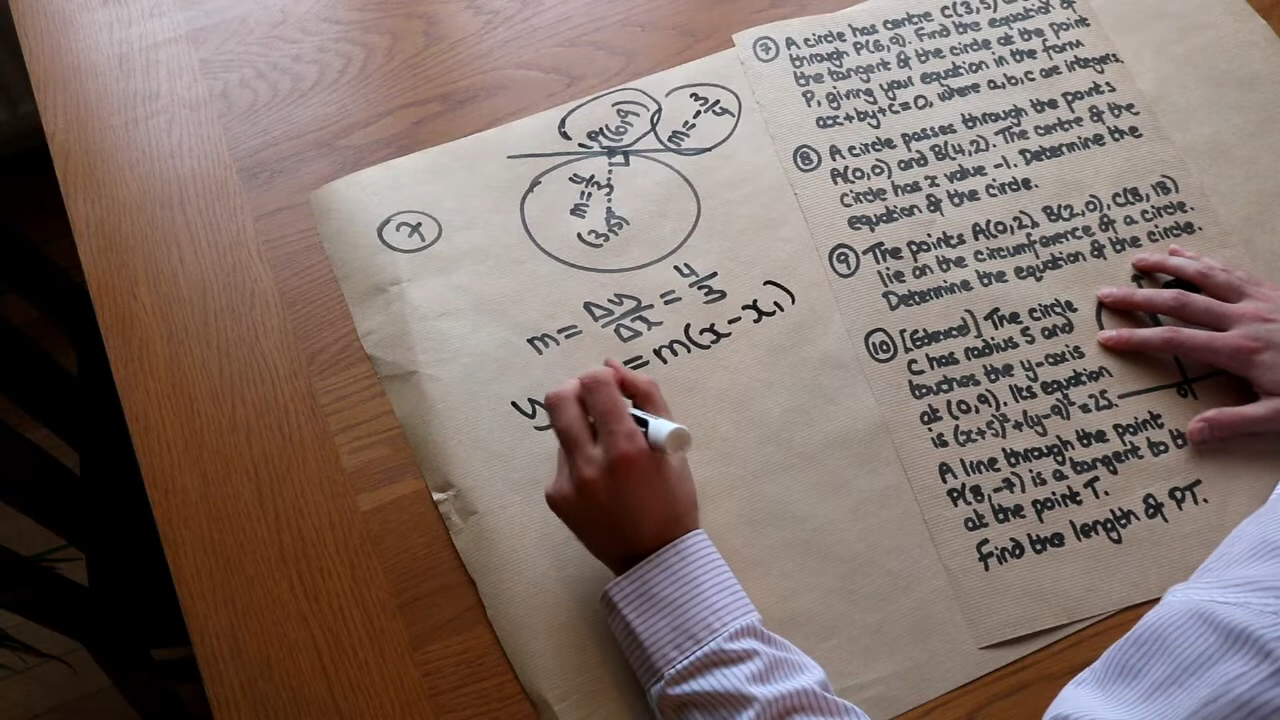 7
P(6,9)
m=-3/4
m=4/3
(3,5)
m=Δy/Δx=4/3
y =m(x-x₁)
y
7 A circle has centre C(3,5)
through P(6,9). Find the equation of
the tangent of the circle at the point
P, giving your equation in the form
ax+by+c=0, where a,b,c are integers.
8 A circle passes through the points
A(0,0) and B(4,2). The centre of the
circle has x value -1. Determine the
equation of the circle.
9 The points A(0,2), B(2,0), C(8,18)
lie on the circumference of a circle.
Determine the equation of the circle.
10 [Edexcel] The circle
C has radius 5 and
touches the y-axis
at (0,9). Its equation
is (x+5)²+(y-9)²=25.
A line through the point
P(8,-7) is a tangent to th
at the point T.
Find the length of PT.
0